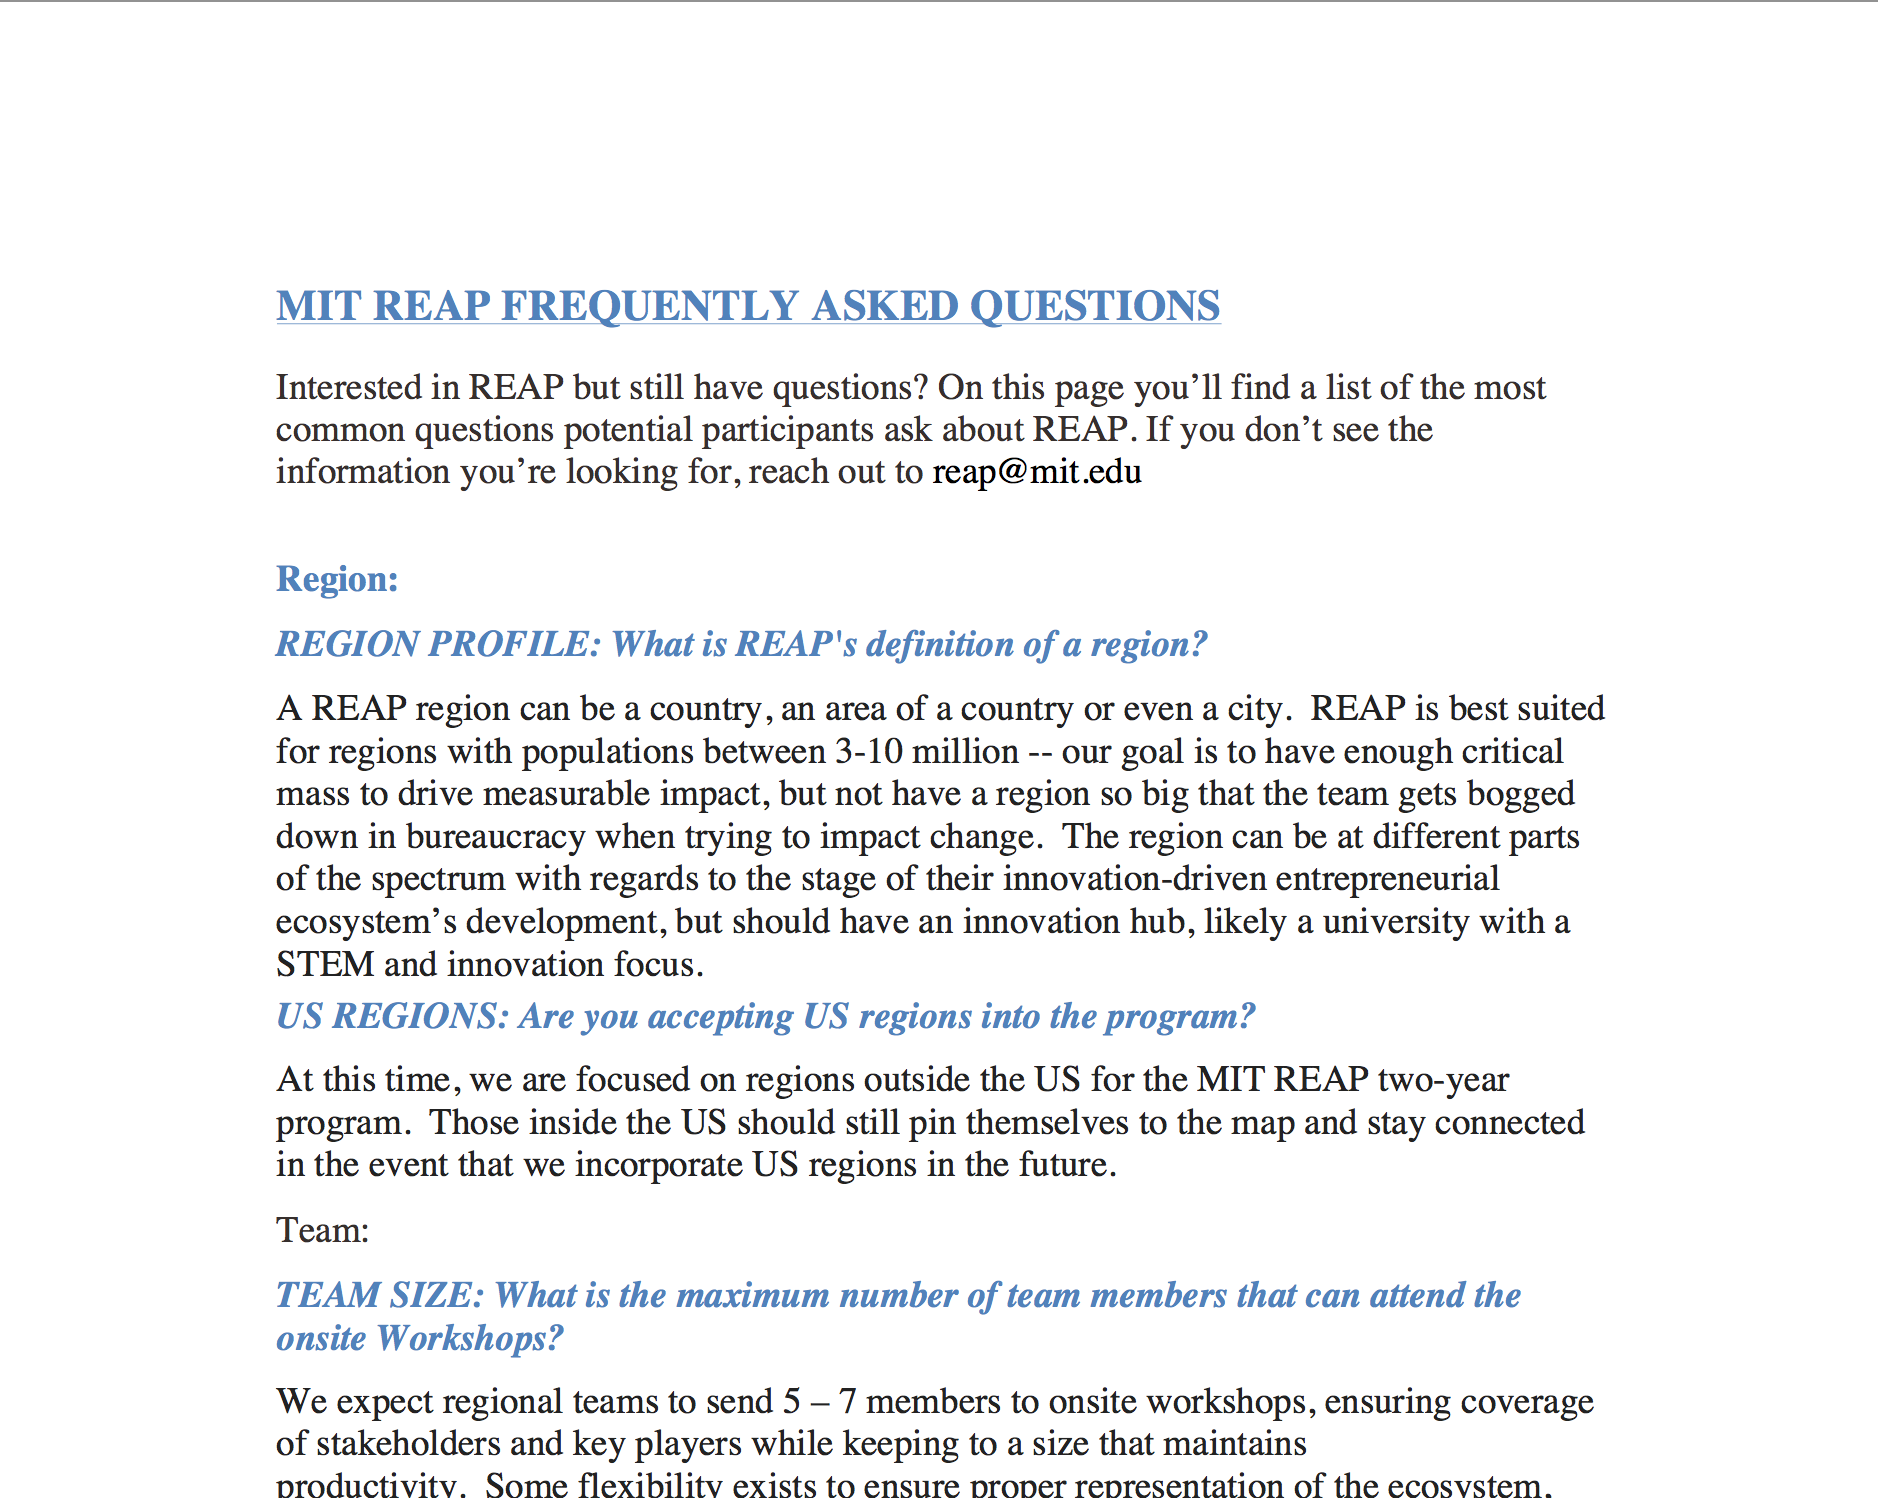 MIT REAP FREQUENTLY ASKED QUESTIONS
Interested in REAP but still have questions? On this page you’ll find a list of the most
common questions potential participants ask about REAP. If you don’t see the
information you’re looking for, reach out to reap@mit.edu
Region:
REGION PROFILE: What is REAP's definition of a region?
A REAP region can be a country, an area of a country or even a city.  REAP is best suited
for regions with populations between 3-10 million -- our goal is to have enough critical
mass to drive measurable impact, but not have a region so big that the team gets bogged
down in bureaucracy when trying to impact change.  The region can be at different parts
of the spectrum with regards to the stage of their innovation-driven entrepreneurial
ecosystem’s development, but should have an innovation hub, likely a university with a
STEM and innovation focus.
US REGIONS: Are you accepting US regions into the program?
At this time, we are focused on regions outside the US for the MIT REAP two-year
program.  Those inside the US should still pin themselves to the map and stay connected
in the event that we incorporate US regions in the future.
Team:
TEAM SIZE: What is the maximum number of team members that can attend the
onsite Workshops?
We expect regional teams to send 5 – 7 members to onsite workshops, ensuring coverage
of stakeholders and key players while keeping to a size that maintains
productivity.  Some flexibility exists to ensure proper representation of the ecosystem,